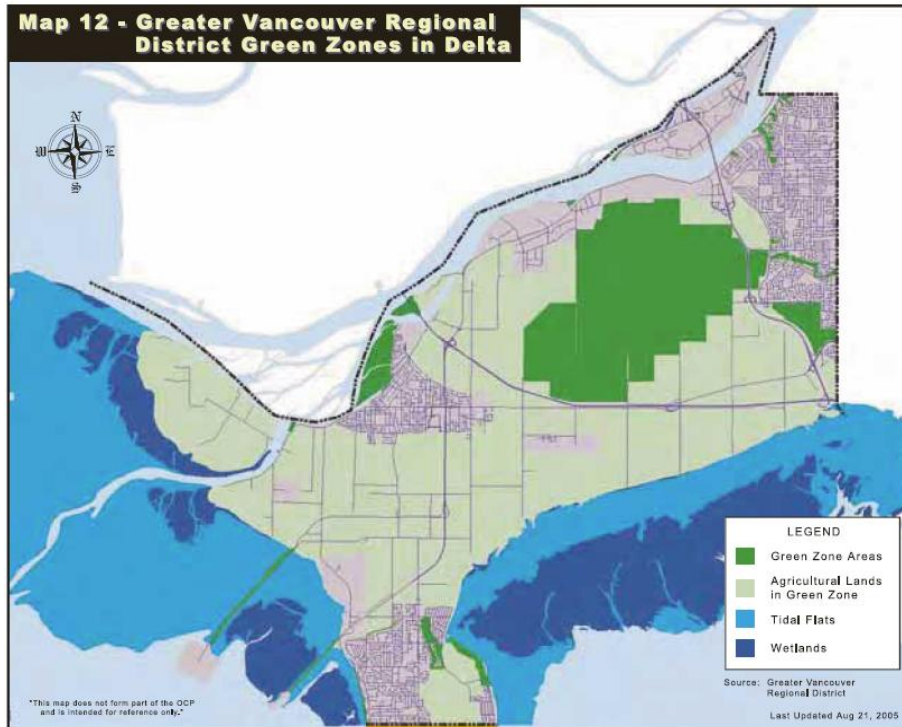 Map 12 - Greater Vancouver Regional
District Green Zones in Delta
N
W
E
S
LEGEND
Green Zone Areas
Agricultural Lands
in Green Zone
Tidal Flats
Wetlands
Source: Greater Vancouver
Regional District
"This map does not form part of the OCP
and is intended for reference only."
Last Updated Aug 21, 2005